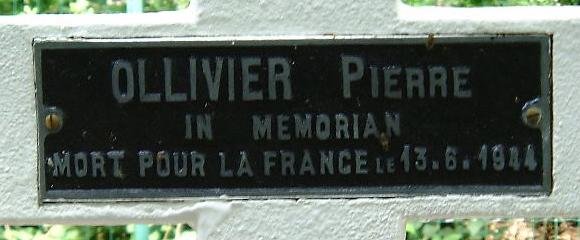 OLLIVIER PIERRE
IN MEMORIAN
MORT POUR LA FRANCE LE 13.6.1944